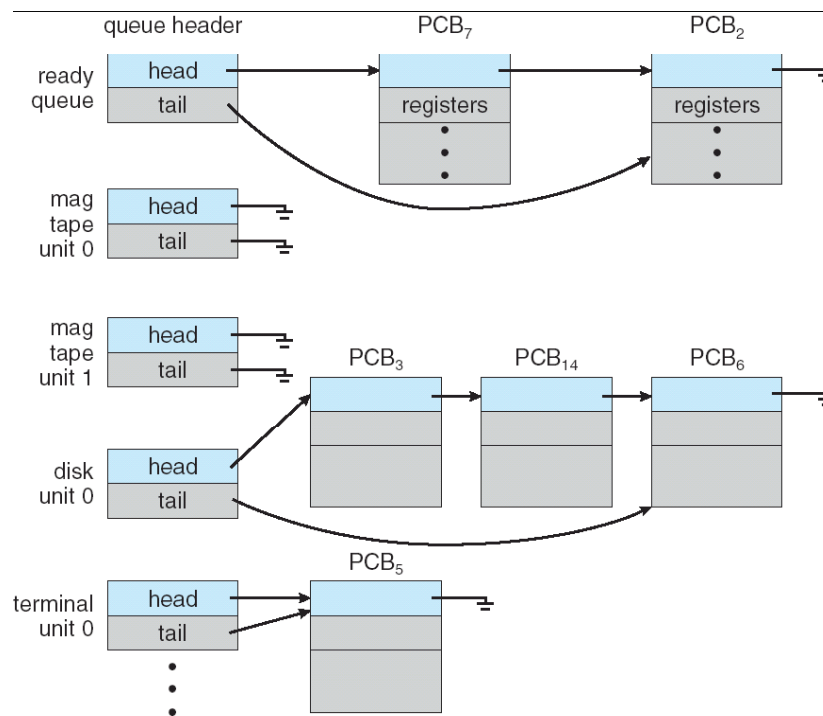 queue header PCB₇ PCB₂
ready
queue
head
tail
registers
registers
mag
tape
unit 0
head
tail
mag
tape
unit 1
head
tail
PCB₃ PCB₁₄ PCB₆
disk
unit 0
head
tail
PCB₅
terminal
unit 0
head
tail